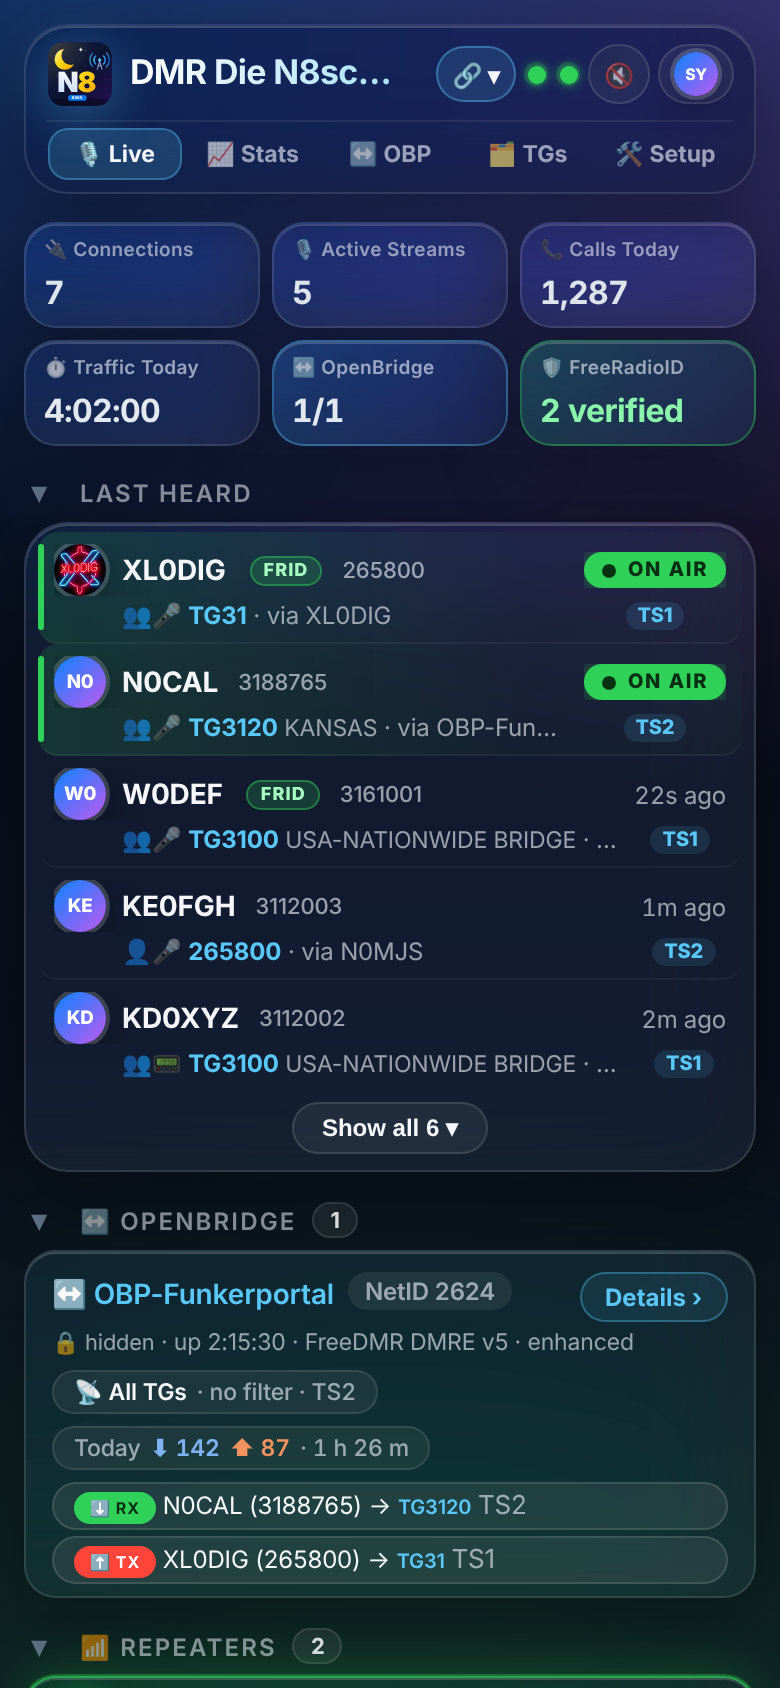 N8
DMR Die N8sc...
▾
SY
Live
Stats
OBP
TGs
Setup
Connections
7
Active Streams
5
Calls Today
1,287
Traffic Today
4:02:00
OpenBridge
1/1
FreeRadioID
2 verified
▼ LAST HEARD
XL0DIG
XL0DIG FRID 265800 ● ON AIR
TG31 · via XL0DIG TS1
N0 N0CAL 3188765 ● ON AIR
TG3120 KANSAS · via OBP-Fun... TS2
W0 W0DEF FRID 3161001 22s ago
TG3100 USA-NATIONWIDE BRIDGE · ... TS1
KE KE0FGH 3112003 1m ago
265800 · via N0MJS TS2
KD KD0XYZ 3112002 2m ago
TG3100 USA-NATIONWIDE BRIDGE · ... TS1
Show all 6 ▾
▼ OPENBRIDGE 1
OBP-Funkerportal NetID 2624 Details ›
hidden · up 2:15:30 · FreeDMR DMRE v5 · enhanced
All TGs · no filter · TS2
Today ⬇ 142 ⬆ 87 · 1 h 26 m
RX N0CAL (3188765) → TG3120 TS2
TX XL0DIG (265800) → TG31 TS1
▼ REPEATERS 2